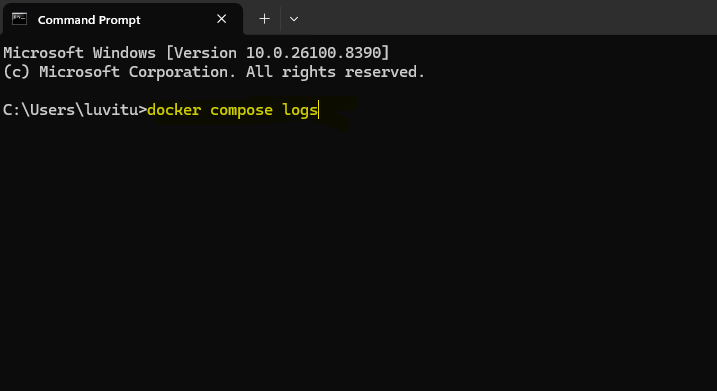 Command Prompt
Microsoft Windows [Version 10.0.26100.8390]
(c) Microsoft Corporation. All rights reserved.
C:\Users\luvitu>docker compose logs